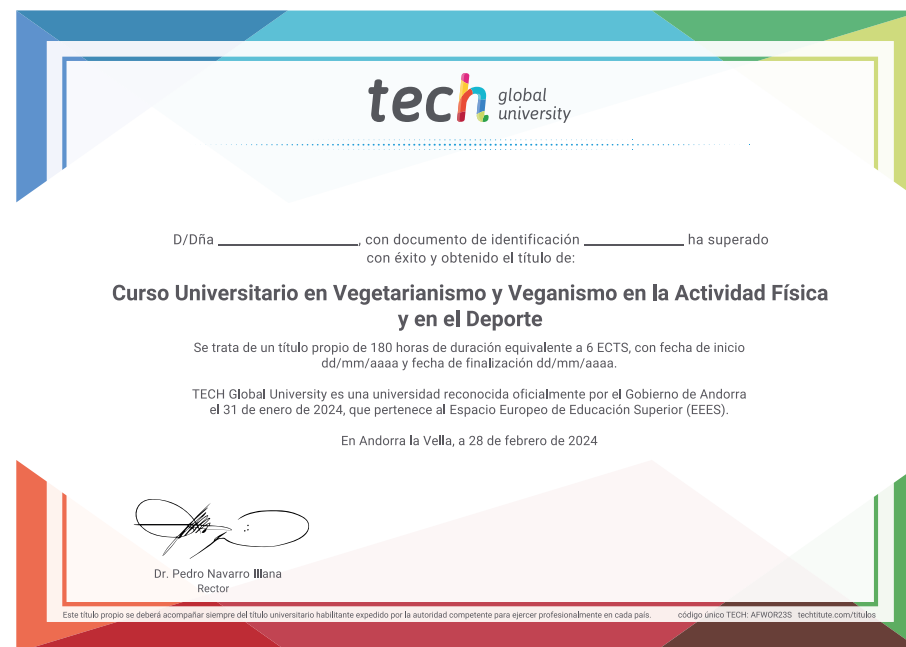 tech global university
D/Dña ____________, con documento de identificación ____________ ha superado
con éxito y obtenido el título de:
Curso Universitario en Vegetarianismo y Veganismo en la Actividad Física
y en el Deporte
Se trata de un título propio de 180 horas de duración equivalente a 6 ECTS, con fecha de inicio
dd/mm/aaaa y fecha de finalización dd/mm/aaaa.
TECH Global University es una universidad reconocida oficialmente por el Gobierno de Andorra
el 31 de enero de 2024, que pertenece al Espacio Europeo de Educación Superior (EEES).
En Andorra la Vella, a 28 de febrero de 2024
Dr. Pedro Navarro Illana
Rector
Este título propio se deberá acompañar siempre del título universitario habilitante expedido por la autoridad competente para ejercer profesionalmente en cada país. código único TECH: AFWOR23S techtitute.com/titulos